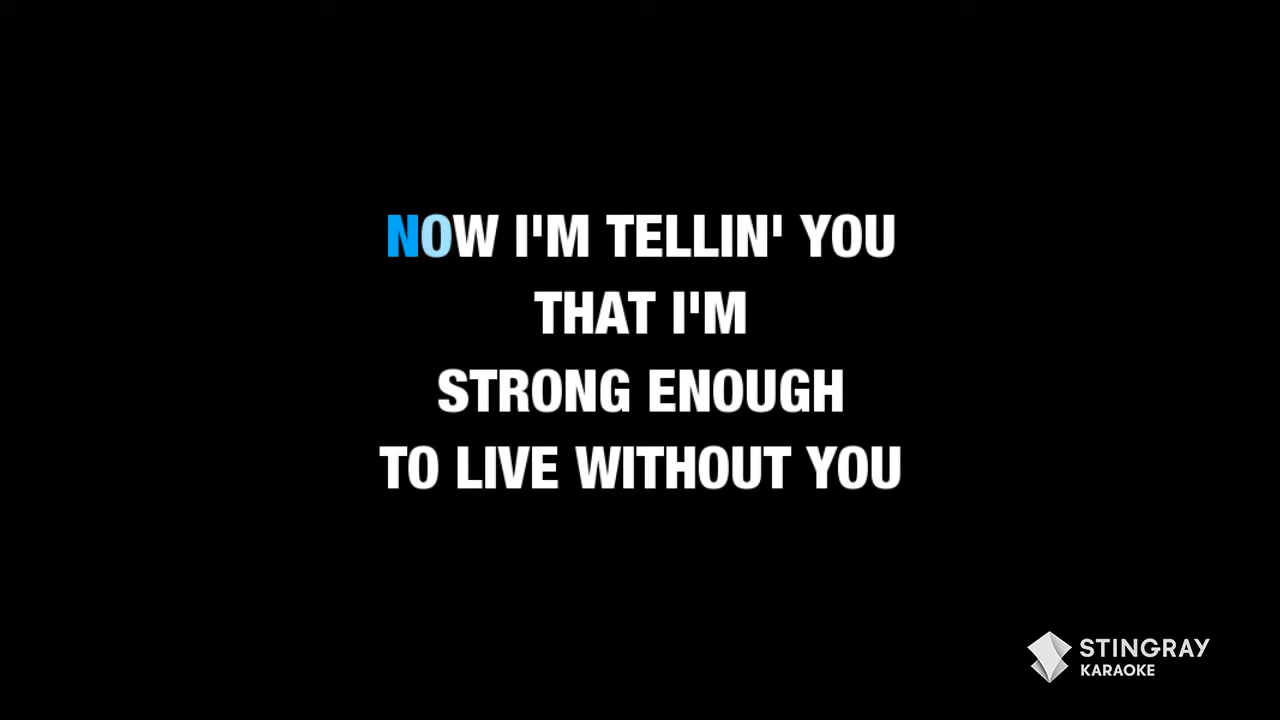 NOW I'M TELLIN' YOU
THAT I'M
STRONG ENOUGH
TO LIVE WITHOUT YOU
STINGRAY
KARAOKE